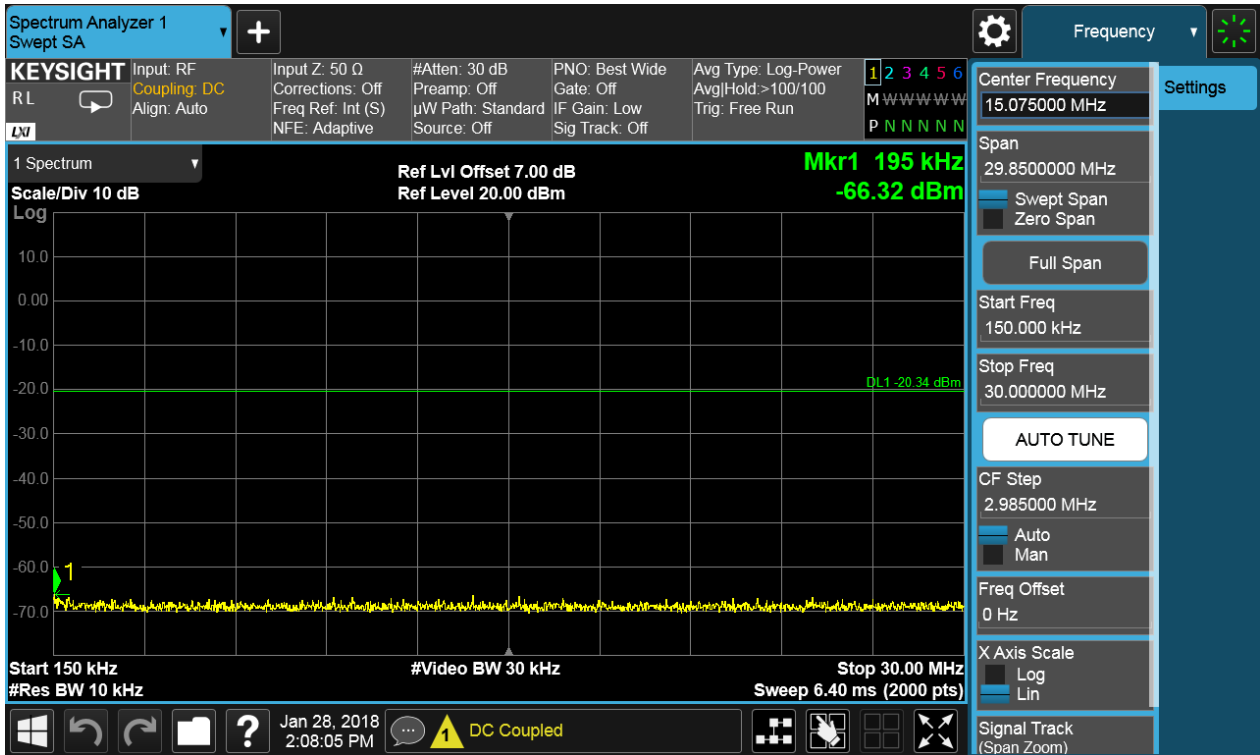 Spectrum Analyzer 1
Swept SA
+
Frequency
KEYSIGHT
RL
LXI
Input: RF
Coupling: DC
Align: Auto
Input Z: 50 Ω
Corrections: Off
Freq Ref: Int (S)
NFE: Adaptive
#Atten: 30 dB
Preamp: Off
µW Path: Standard
Source: Off
PNO: Best Wide
Gate: Off
IF Gain: Low
Sig Track: Off
Avg Type: Log-Power
Avg|Hold:>100/100
Trig: Free Run
1 2 3 4 5 6
M W W W W W
P N N N N N
1 Spectrum
Scale/Div 10 dB
Log
Ref Lvl Offset 7.00 dB
Ref Level 20.00 dBm
Mkr1 195 kHz
-66.32 dBm
10.0
0.00
-10.0
-20.0
-30.0
-40.0
-50.0
-60.0
-70.0
DL1 -20.34 dBm
1
Start 150 kHz
#Res BW 10 kHz
#Video BW 30 kHz
Stop 30.00 MHz
Sweep 6.40 ms (2000 pts)
Center Frequency
15.075000 MHz
Span
29.8500000 MHz
Swept Span
Zero Span
Full Span
Start Freq
150.000 kHz
Stop Freq
30.000000 MHz
AUTO TUNE
CF Step
2.985000 MHz
Auto
Man
Freq Offset
0 Hz
X Axis Scale
Log
Lin
Signal Track
(Span Zoom)
Settings
?
Jan 28, 2018
2:08:05 PM
1
DC Coupled